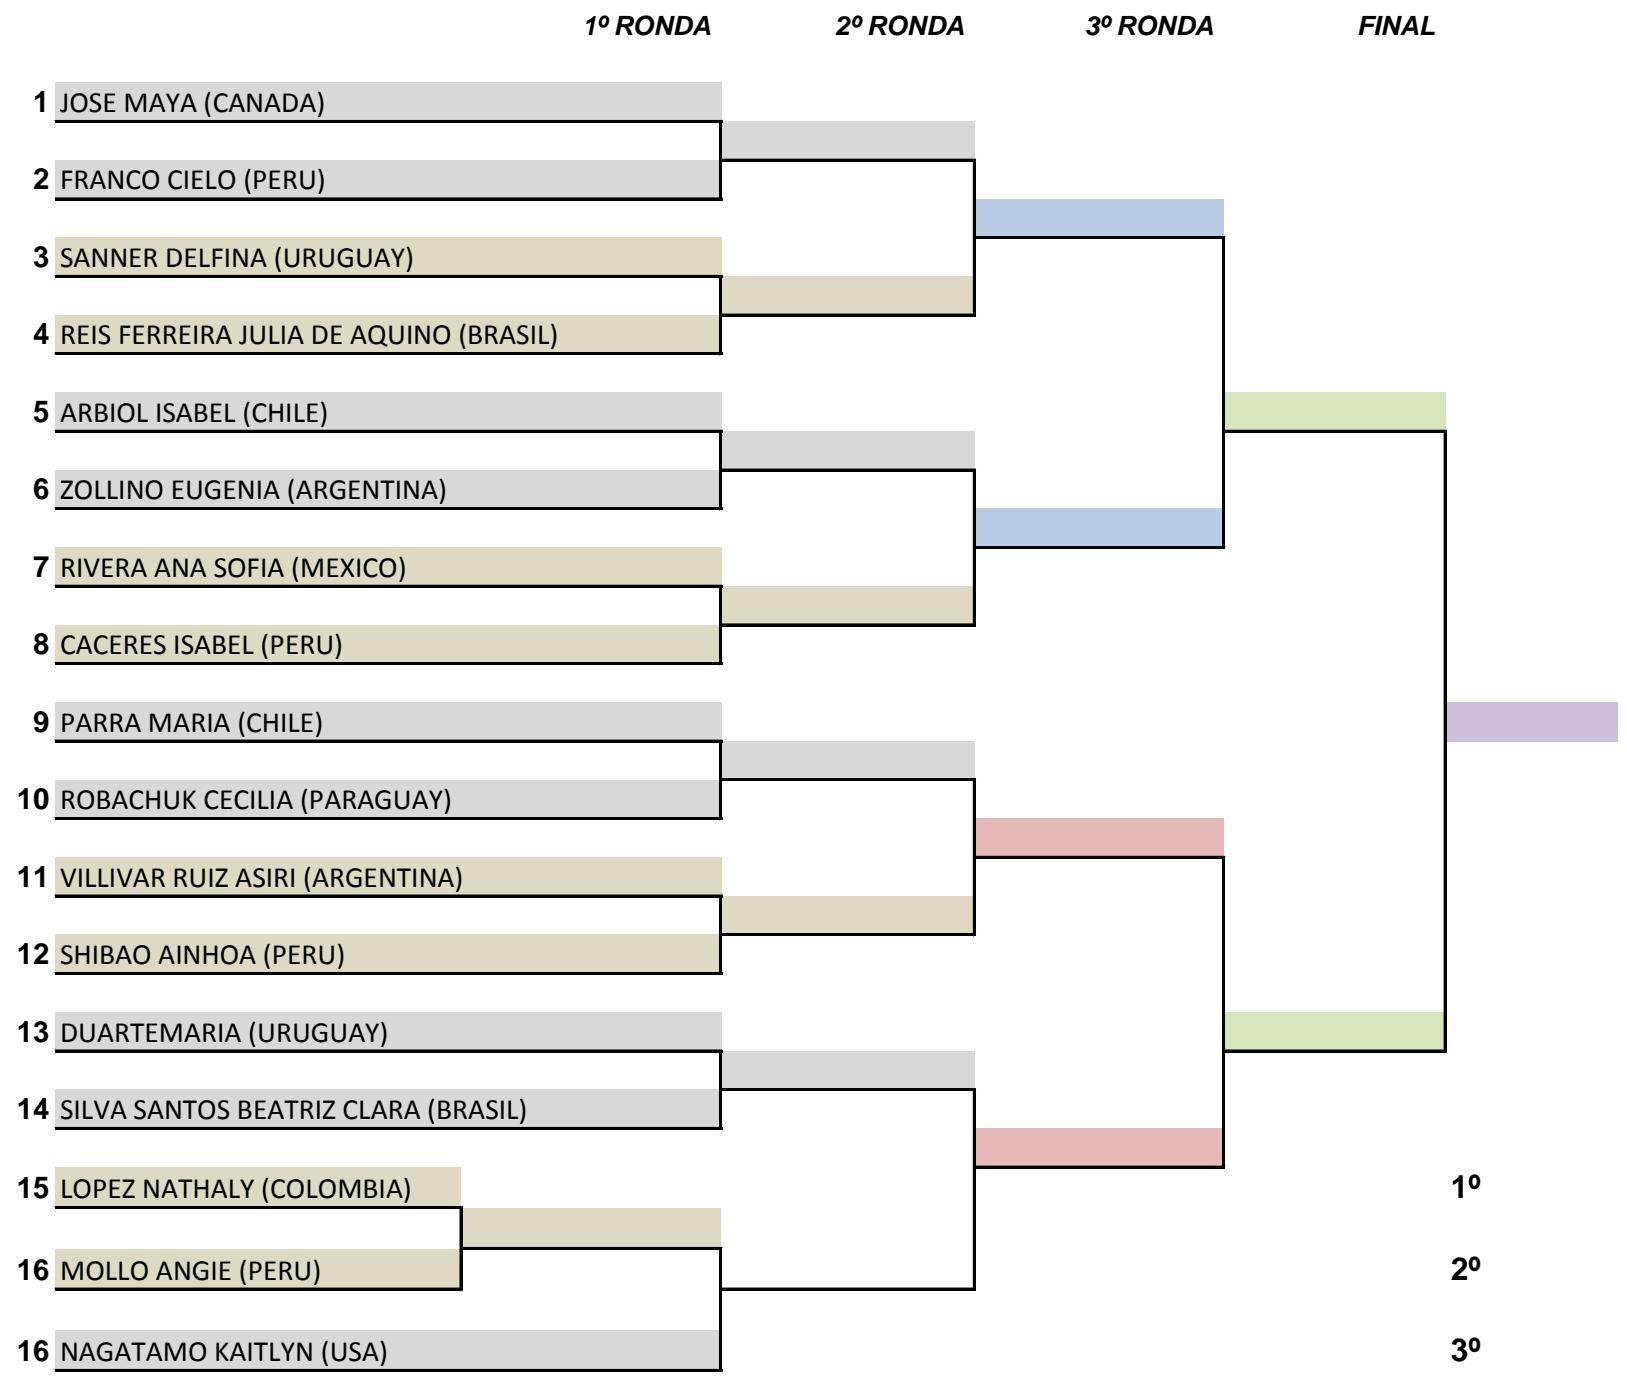 1º RONDA 2º RONDA 3º RONDA FINAL
1 JOSE MAYA (CANADA)
2 FRANCO CIELO (PERU)
3 SANNER DELFINA (URUGUAY)
4 REIS FERREIRA JULIA DE AQUINO (BRASIL)
5 ARBIOL ISABEL (CHILE)
6 ZOLLINO EUGENIA (ARGENTINA)
7 RIVERA ANA SOFIA (MEXICO)
8 CACERES ISABEL (PERU)
9 PARRA MARIA (CHILE)
10 ROBACHUK CECILIA (PARAGUAY)
11 VILLIVAR RUIZ ASIRI (ARGENTINA)
12 SHIBAO AINHOA (PERU)
13 DUARTEMARIA (URUGUAY)
14 SILVA SANTOS BEATRIZ CLARA (BRASIL)
15 LOPEZ NATHALY (COLOMBIA) 1º
16 MOLLO ANGIE (PERU) 2º
16 NAGATAMO KAITLYN (USA) 3º